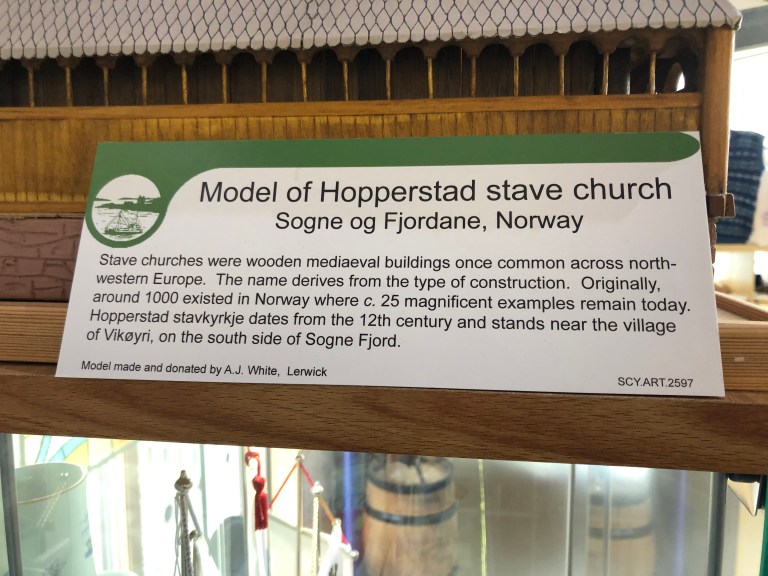 Model of Hopperstad stave church
Sogne og Fjordane, Norway
Stave churches were wooden mediaeval buildings once common across north-
western Europe. The name derives from the type of construction. Originally,
around 1000 existed in Norway where c. 25 magnificent examples remain today.
Hopperstad stavkyrkje dates from the 12th century and stands near the village
of Vikøyri, on the south side of Sogne Fjord.
Model made and donated by A.J. White, Lerwick
SCY.ART.2597